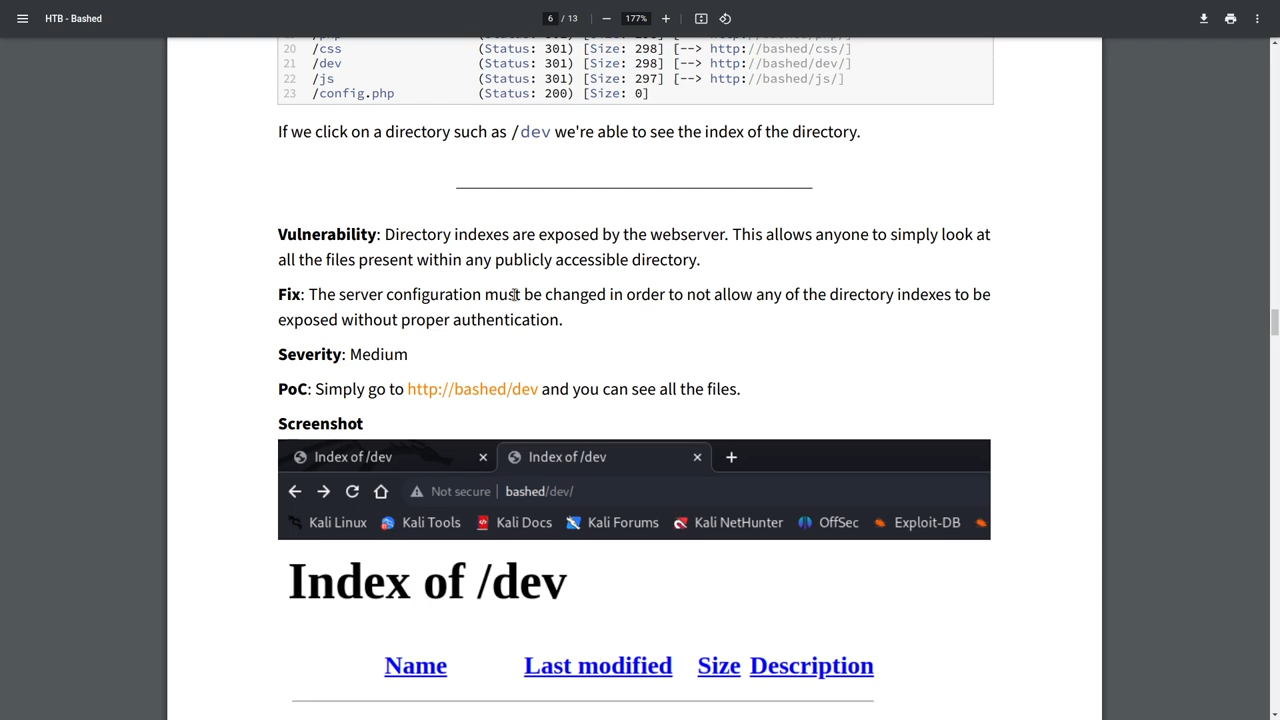 HTB - Bashed
6 / 13
177%
20 /css (Status: 301) [Size: 298] [--> http://bashed/css/]
21 /dev (Status: 301) [Size: 298] [--> http://bashed/dev/]
22 /js (Status: 301) [Size: 297] [--> http://bashed/js/]
23 /config.php (Status: 200) [Size: 0]
If we click on a directory such as /dev we're able to see the index of the directory.
Vulnerability: Directory indexes are exposed by the webserver. This allows anyone to simply look at
all the files present within any publicly accessible directory.
Fix: The server configuration must be changed in order to not allow any of the directory indexes to be
exposed without proper authentication.
Severity: Medium
PoC: Simply go to http://bashed/dev and you can see all the files.
Screenshot
Index of /dev Index of /dev
Not secure bashed/dev/
Kali Linux Kali Tools Kali Docs Kali Forums Kali NetHunter OffSec Exploit-DB
Index of /dev
Name Last modified Size Description